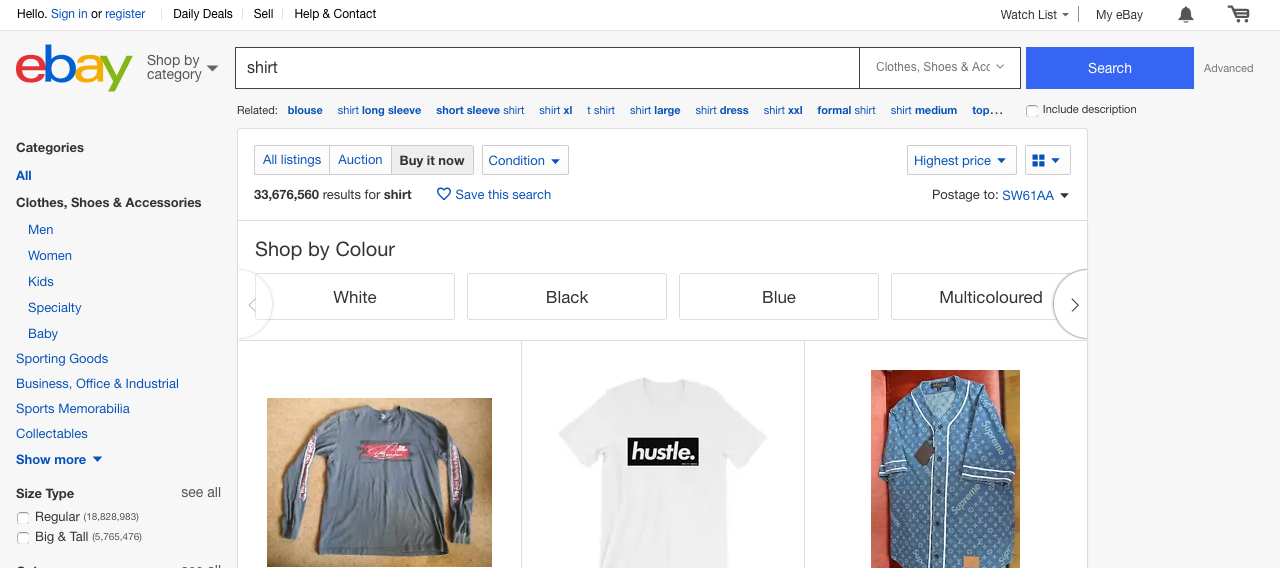 Hello. Sign in or register
Daily Deals
Sell
Help & Contact
Watch List
My eBay
ebay
Shop by category
shirt
Clothes, Shoes & Acc
Search
Advanced
Related: blouse shirt long sleeve short sleeve shirt shirt xl t shirt shirt large shirt dress shirt xxl formal shirt shirt medium top...
Include description
Categories
All
Clothes, Shoes & Accessories
Men
Women
Kids
Specialty
Baby
Sporting Goods
Business, Office & Industrial
Sports Memorabilia
Collectables
Show more
Size Type
see all
Regular (18,828,983)
Big & Tall (5,765,476)
All listings
Auction
Buy it now
Condition
Highest price
33,676,560 results for shirt
Save this search
Postage to: SW61AA
Shop by Colour
White
Black
Blue
Multicoloured
hustle.
Supreme